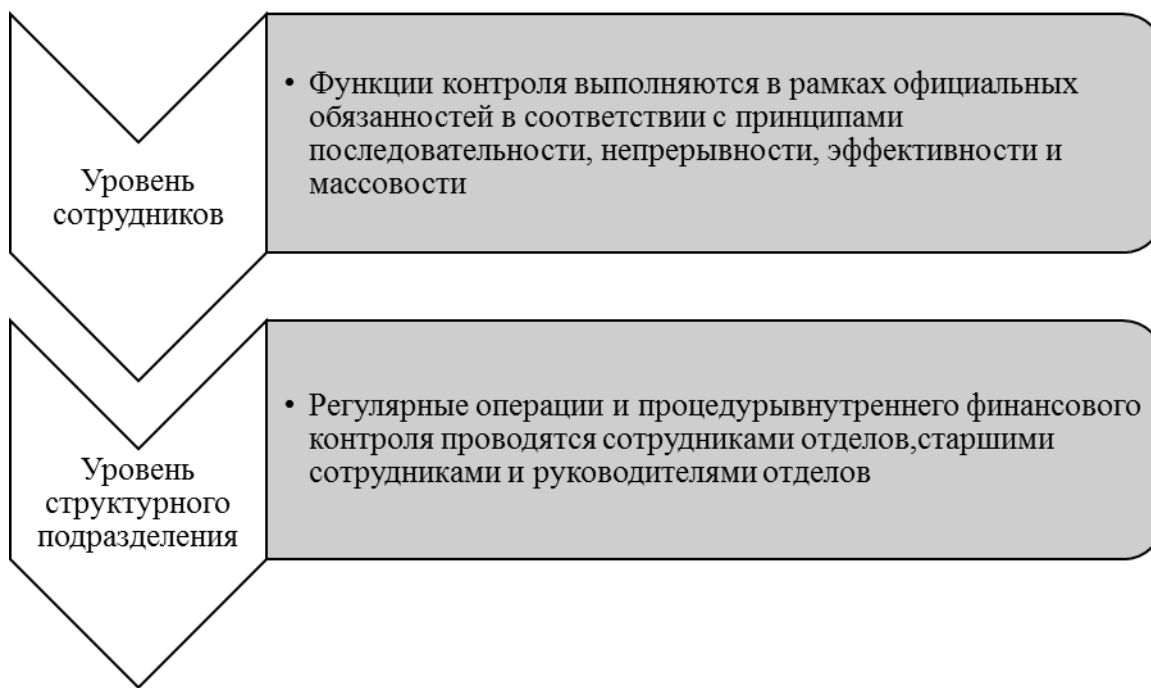 Уровень
сотрудников
• Функции контроля выполняются в рамках официальных
обязанностей в соответствии с принципами
последовательности, непрерывности, эффективности и
массовости
Уровень
структурного
подразделения
• Регулярные операции и процедурывнутреннего финансового
контроля проводятся сотрудниками отделов,старшими
сотрудниками и руководителями отделов